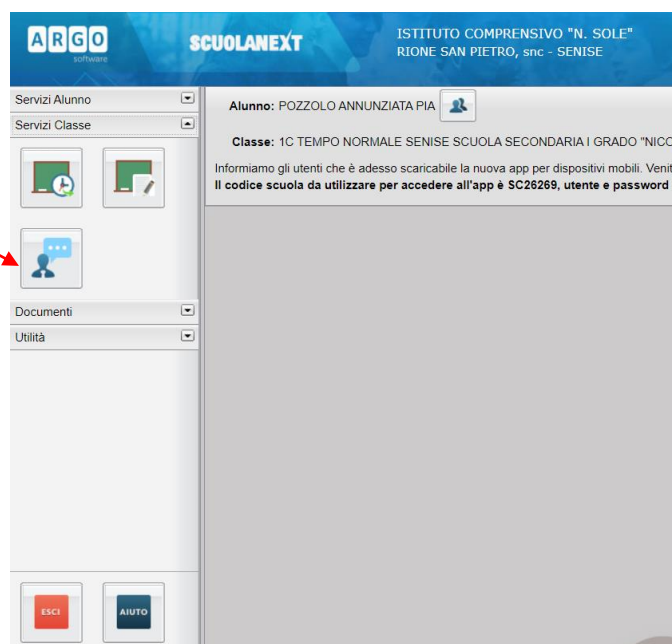 ARGO
software
SCUOLANEXT
ISTITUTO COMPRENSIVO "N. SOLE"
RIONE SAN PIETRO, snc - SENISE
Servizi Alunno
Servizi Classe
Documenti
Utilità
ESCI
AIUTO
Alunno: POZZOLO ANNUNZIATA PIA
Classe: 1C TEMPO NORMALE SENISE SCUOLA SECONDARIA I GRADO "NICO
Informiamo gli utenti che è adesso scaricabile la nuova app per dispositivi mobili. Venit
Il codice scuola da utilizzare per accedere all'app è SC26269, utente e password